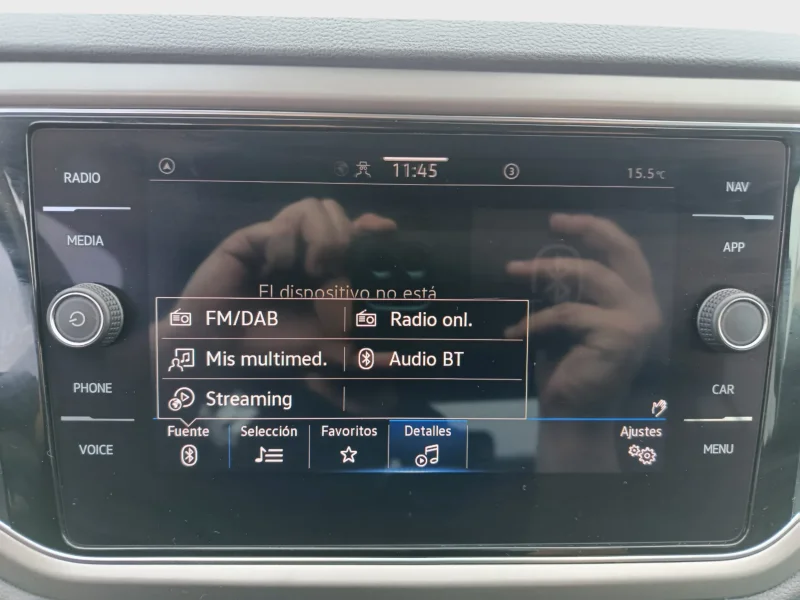 RADIO
MEDIA
PHONE
VOICE
11:45
3
15.5°C
El dispositivo no está
FM/DAB
Radio onl.
Mis multimed.
Audio BT
Streaming
Fuente
Selección
Favoritos
Detalles
Ajustes
NAV
APP
CAR
MENU